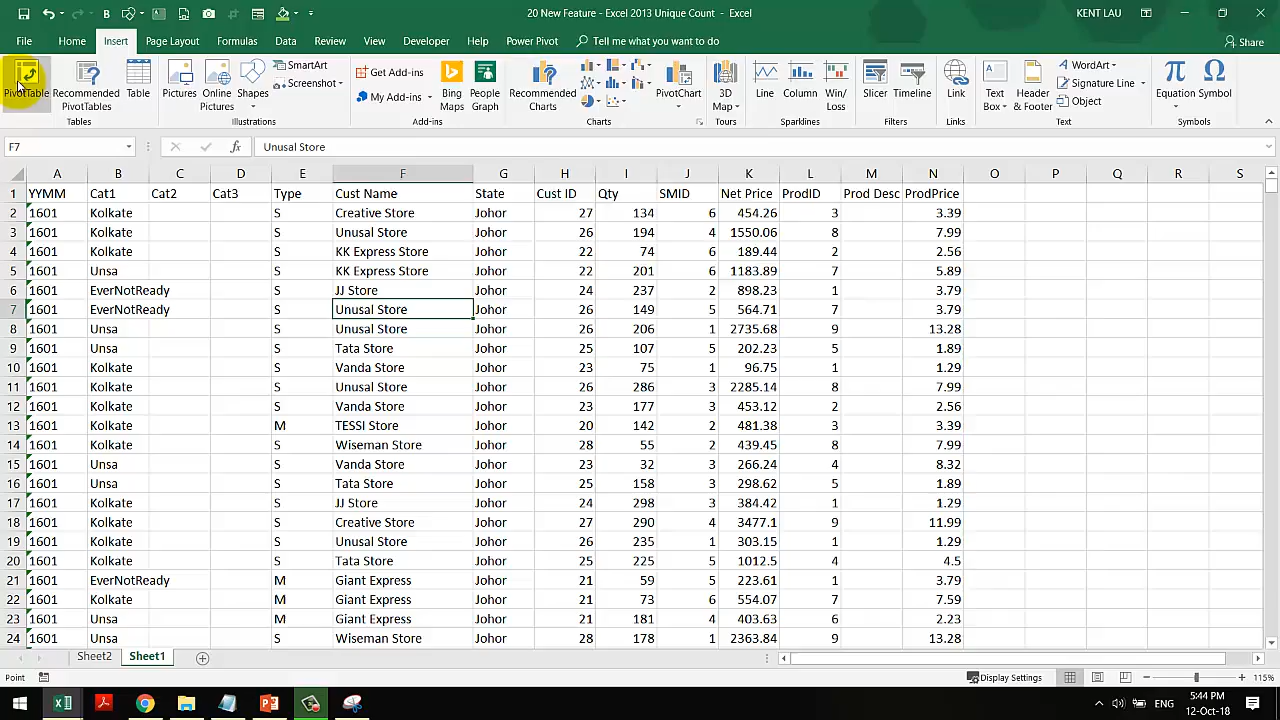 20 New Feature - Excel 2013 Unique Count - Excel
KENT LAU
File Home Insert Page Layout Formulas Data Review View Developer Help Power Pivot Tell me what you want to do Share
PivotTable
Recommended PivotTables
Table
Tables
Pictures
Online Pictures
Shapes
SmartArt
Screenshot
Illustrations
Get Add-ins
My Add-ins
Bing Maps
People Graph
Add-ins
Recommended Charts
PivotChart
Charts
3D Map
Tours
Line
Column
Win/ Loss
Sparklines
Slicer
Timeline
Filters
Link
Links
Text Box
Header & Footer
WordArt
Signature Line
Object
Text
Equation
Symbol
Symbols
F7 fx Unusal Store
A B C D E F G H I J K L M N O P Q R S
1 YYMM Cat1 Cat2 Cat3 Type Cust Name State Cust ID Qty SMID Net Price ProdID Prod Desc ProdPrice
2 1601 Kolkate S Creative Store Johor 27 134 6 454.26 3 3.39
3 1601 Kolkate S Unusal Store Johor 26 194 4 1550.06 8 7.99
4 1601 Kolkate S KK Express Store Johor 22 74 6 189.44 2 2.56
5 1601 Unsa S KK Express Store Johor 22 201 6 1183.89 7 5.89
6 1601 EverNotReady S JJ Store Johor 24 237 2 898.23 1 3.79
7 1601 EverNotReady S Unusal Store Johor 26 149 5 564.71 7 3.79
8 1601 Unsa S Unusal Store Johor 26 206 1 2735.68 9 13.28
9 1601 Unsa S Tata Store Johor 25 107 5 202.23 5 1.89
10 1601 Kolkate S Vanda Store Johor 23 75 1 96.75 1 1.29
11 1601 Kolkate S Unusal Store Johor 26 286 3 2285.14 8 7.99
12 1601 Kolkate S Vanda Store Johor 23 177 3 453.12 2 2.56
13 1601 Kolkate M TESSI Store Johor 20 142 2 481.38 3 3.39
14 1601 Kolkate S Wiseman Store Johor 28 55 2 439.45 8 7.99
15 1601 Unsa S Vanda Store Johor 23 32 3 266.24 4 8.32
16 1601 Unsa S Tata Store Johor 25 158 3 298.62 5 1.89
17 1601 Kolkate S JJ Store Johor 24 298 3 384.42 1 1.29
18 1601 Kolkate S Creative Store Johor 27 290 4 3477.1 9 11.99
19 1601 Kolkate S Unusal Store Johor 26 235 1 303.15 1 1.29
20 1601 Kolkate S Tata Store Johor 25 225 5 1012.5 4 4.5
21 1601 EverNotReady M Giant Express Johor 21 59 5 223.61 1 3.79
22 1601 Kolkate M Giant Express Johor 21 73 6 554.07 7 7.59
23 1601 Unsa M Giant Express Johor 21 181 4 403.63 6 2.23
24 1601 Unsa S Wiseman Store Johor 28 178 1 2363.84 9 13.28
Sheet2 Sheet1
Point Display Settings 115%
5:44 PM
ENG
12-Oct-18